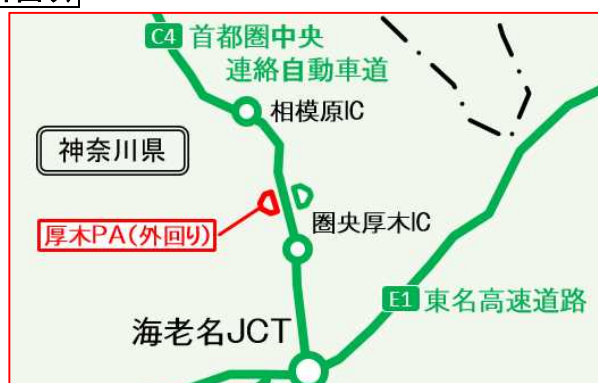 C4 首都圏中央
連絡自動車道
相模原IC
神奈川県
厚木PA(外回り)
圏央厚木IC
E1 東名高速道路
海老名JCT